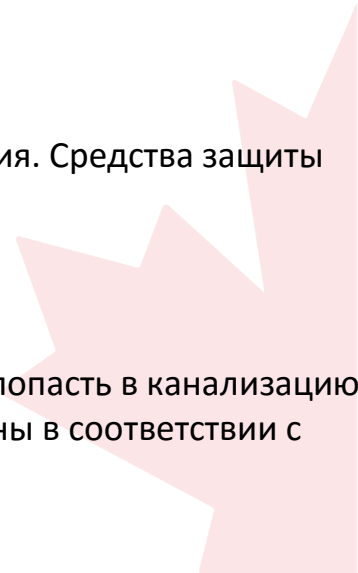 ия. Средства защиты
попасть в канализацию
ны в соответствии с